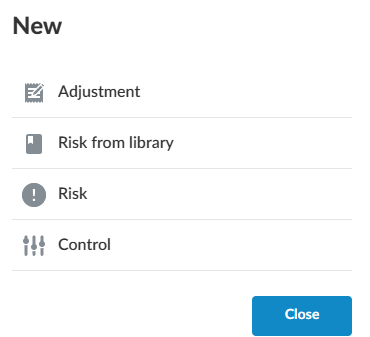 New
Adjustment
Risk from library
Risk
Control
Close